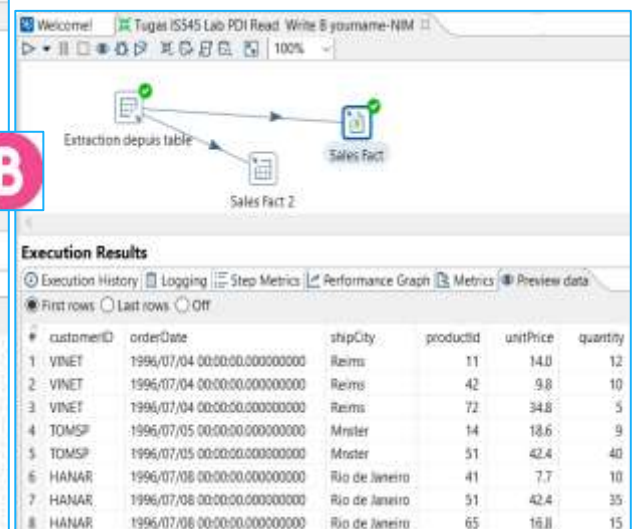 Welcome! Tugas IS545 Lab PDI Read Write B yourname-NIM
100%
Extraction depuis table
Sales Fact
B
Sales Fact 2
Execution Results
Execution History Logging Step Metrics Performance Graph Metrics Preview data
First rows Last rows Off
# customerID orderDate shipCity productId unitPrice quantity
1 VINET 1996/07/04 00:00:00.000000000 Reims 11 14.0 12
2 VINET 1996/07/04 00:00:00.000000000 Reims 42 9.8 10
3 VINET 1996/07/04 00:00:00.000000000 Reims 72 34.8 5
4 TOMSP 1996/07/05 00:00:00.000000000 Mnster 14 18.6 9
5 TOMSP 1996/07/05 00:00:00.000000000 Mnster 51 42.4 40
6 HANAR 1996/07/08 00:00:00.000000000 Rio de Janeiro 41 7.7 10
7 HANAR 1996/07/08 00:00:00.000000000 Rio de Janeiro 51 42.4 35
8 HANAR 1996/07/08 00:00:00.000000000 Rio de Janeiro 65 16.8 15